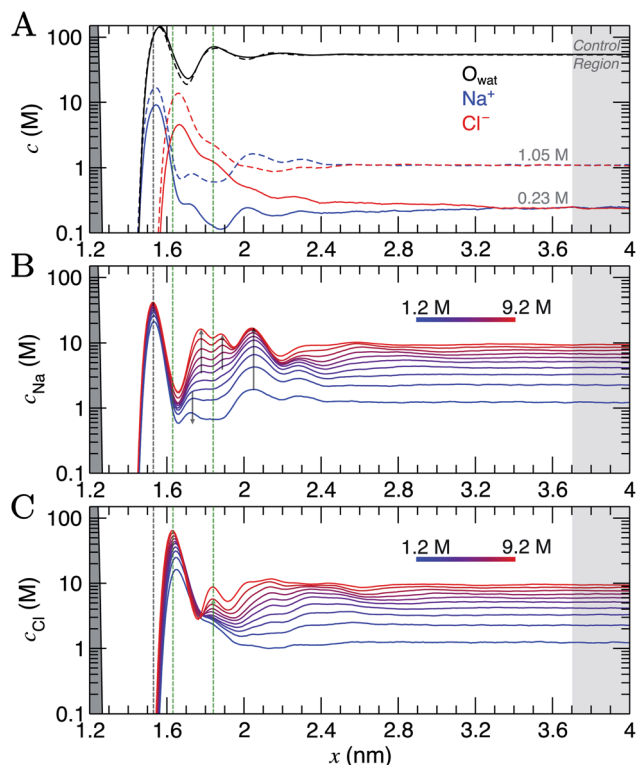 A
100
10
1
0.1
c (M)
Control
Region
O_wat
Na⁺
Cl⁻
1.05 M
0.23 M
1.2 1.6 2 2.4 2.8 3.2 3.6 4
B
100
10
1
0.1
c_Na (M)
1.2 M 9.2 M
1.2 1.6 2 2.4 2.8 3.2 3.6 4
C
100
10
1
0.1
c_Cl (M)
1.2 M 9.2 M
1.2 1.6 2 2.4 2.8 3.2 3.6 4
x (nm)